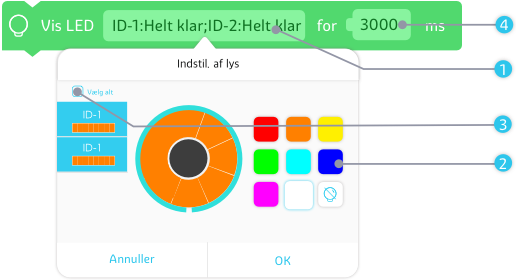 Vis LED ID-1:Helt klar;ID-2:Helt klar for 3000 ms 4
Indstil. af lys 1
Vælg alt
ID-1
3
ID-1
2
Annuller OK